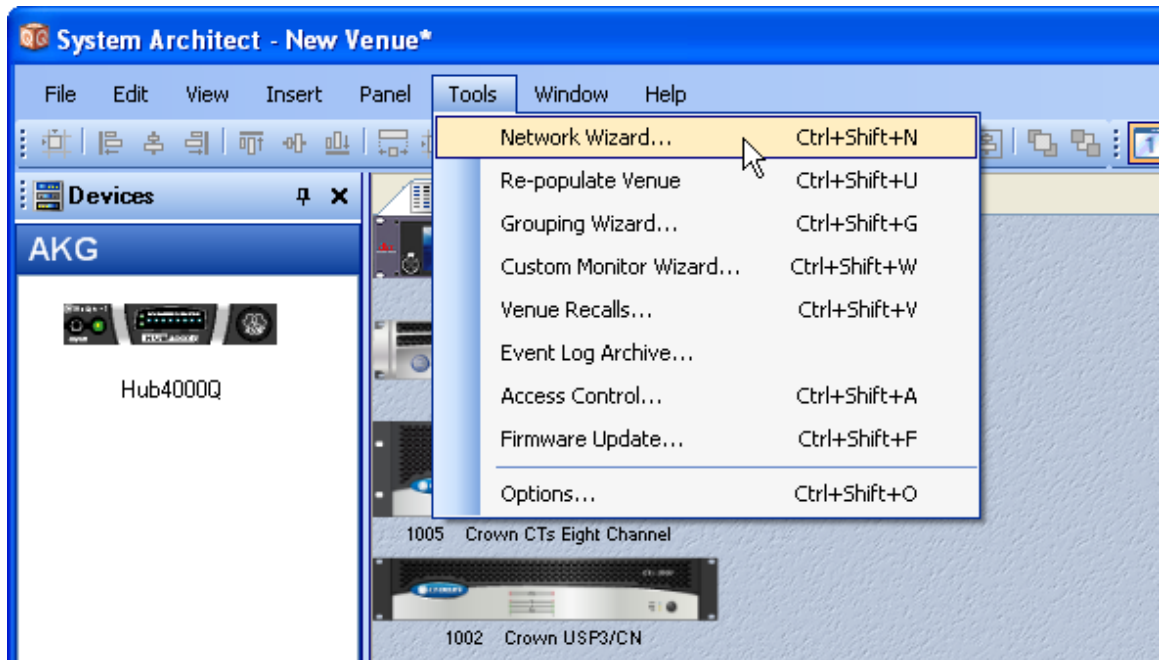 System Architect - New Venue*
File Edit View Insert Panel Tools Window Help
Network Wizard... Ctrl+Shift+N
Devices
Re-populate Venue Ctrl+Shift+U
AKG
Grouping Wizard... Ctrl+Shift+G
Custom Monitor Wizard... Ctrl+Shift+W
Venue Recalls... Ctrl+Shift+V
Event Log Archive...
Hub4000Q
Access Control... Ctrl+Shift+A
Firmware Update... Ctrl+Shift+F
Options... Ctrl+Shift+O
1005 Crown CTs Eight Channel
1002 Crown USP3/CN